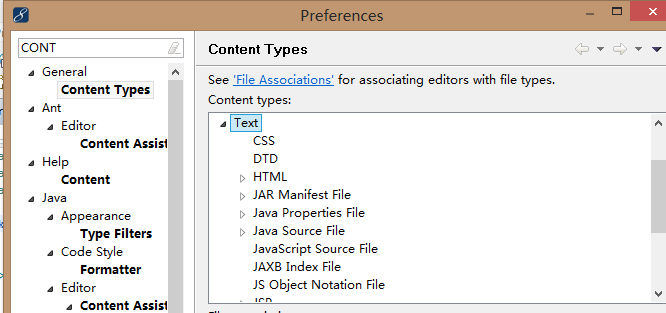 Preferences
CONT
General
Content Types
Ant
Editor
Content Assist
Help
Content
Java
Appearance
Type Filters
Code Style
Formatter
Editor
Content Assist
Content Types
See 'File Associations' for associating editors with file types.
Content types:
Text
CSS
DTD
HTML
JAR Manifest File
Java Properties File
Java Source File
JavaScript Source File
JAXB Index File
JS Object Notation File
JSP